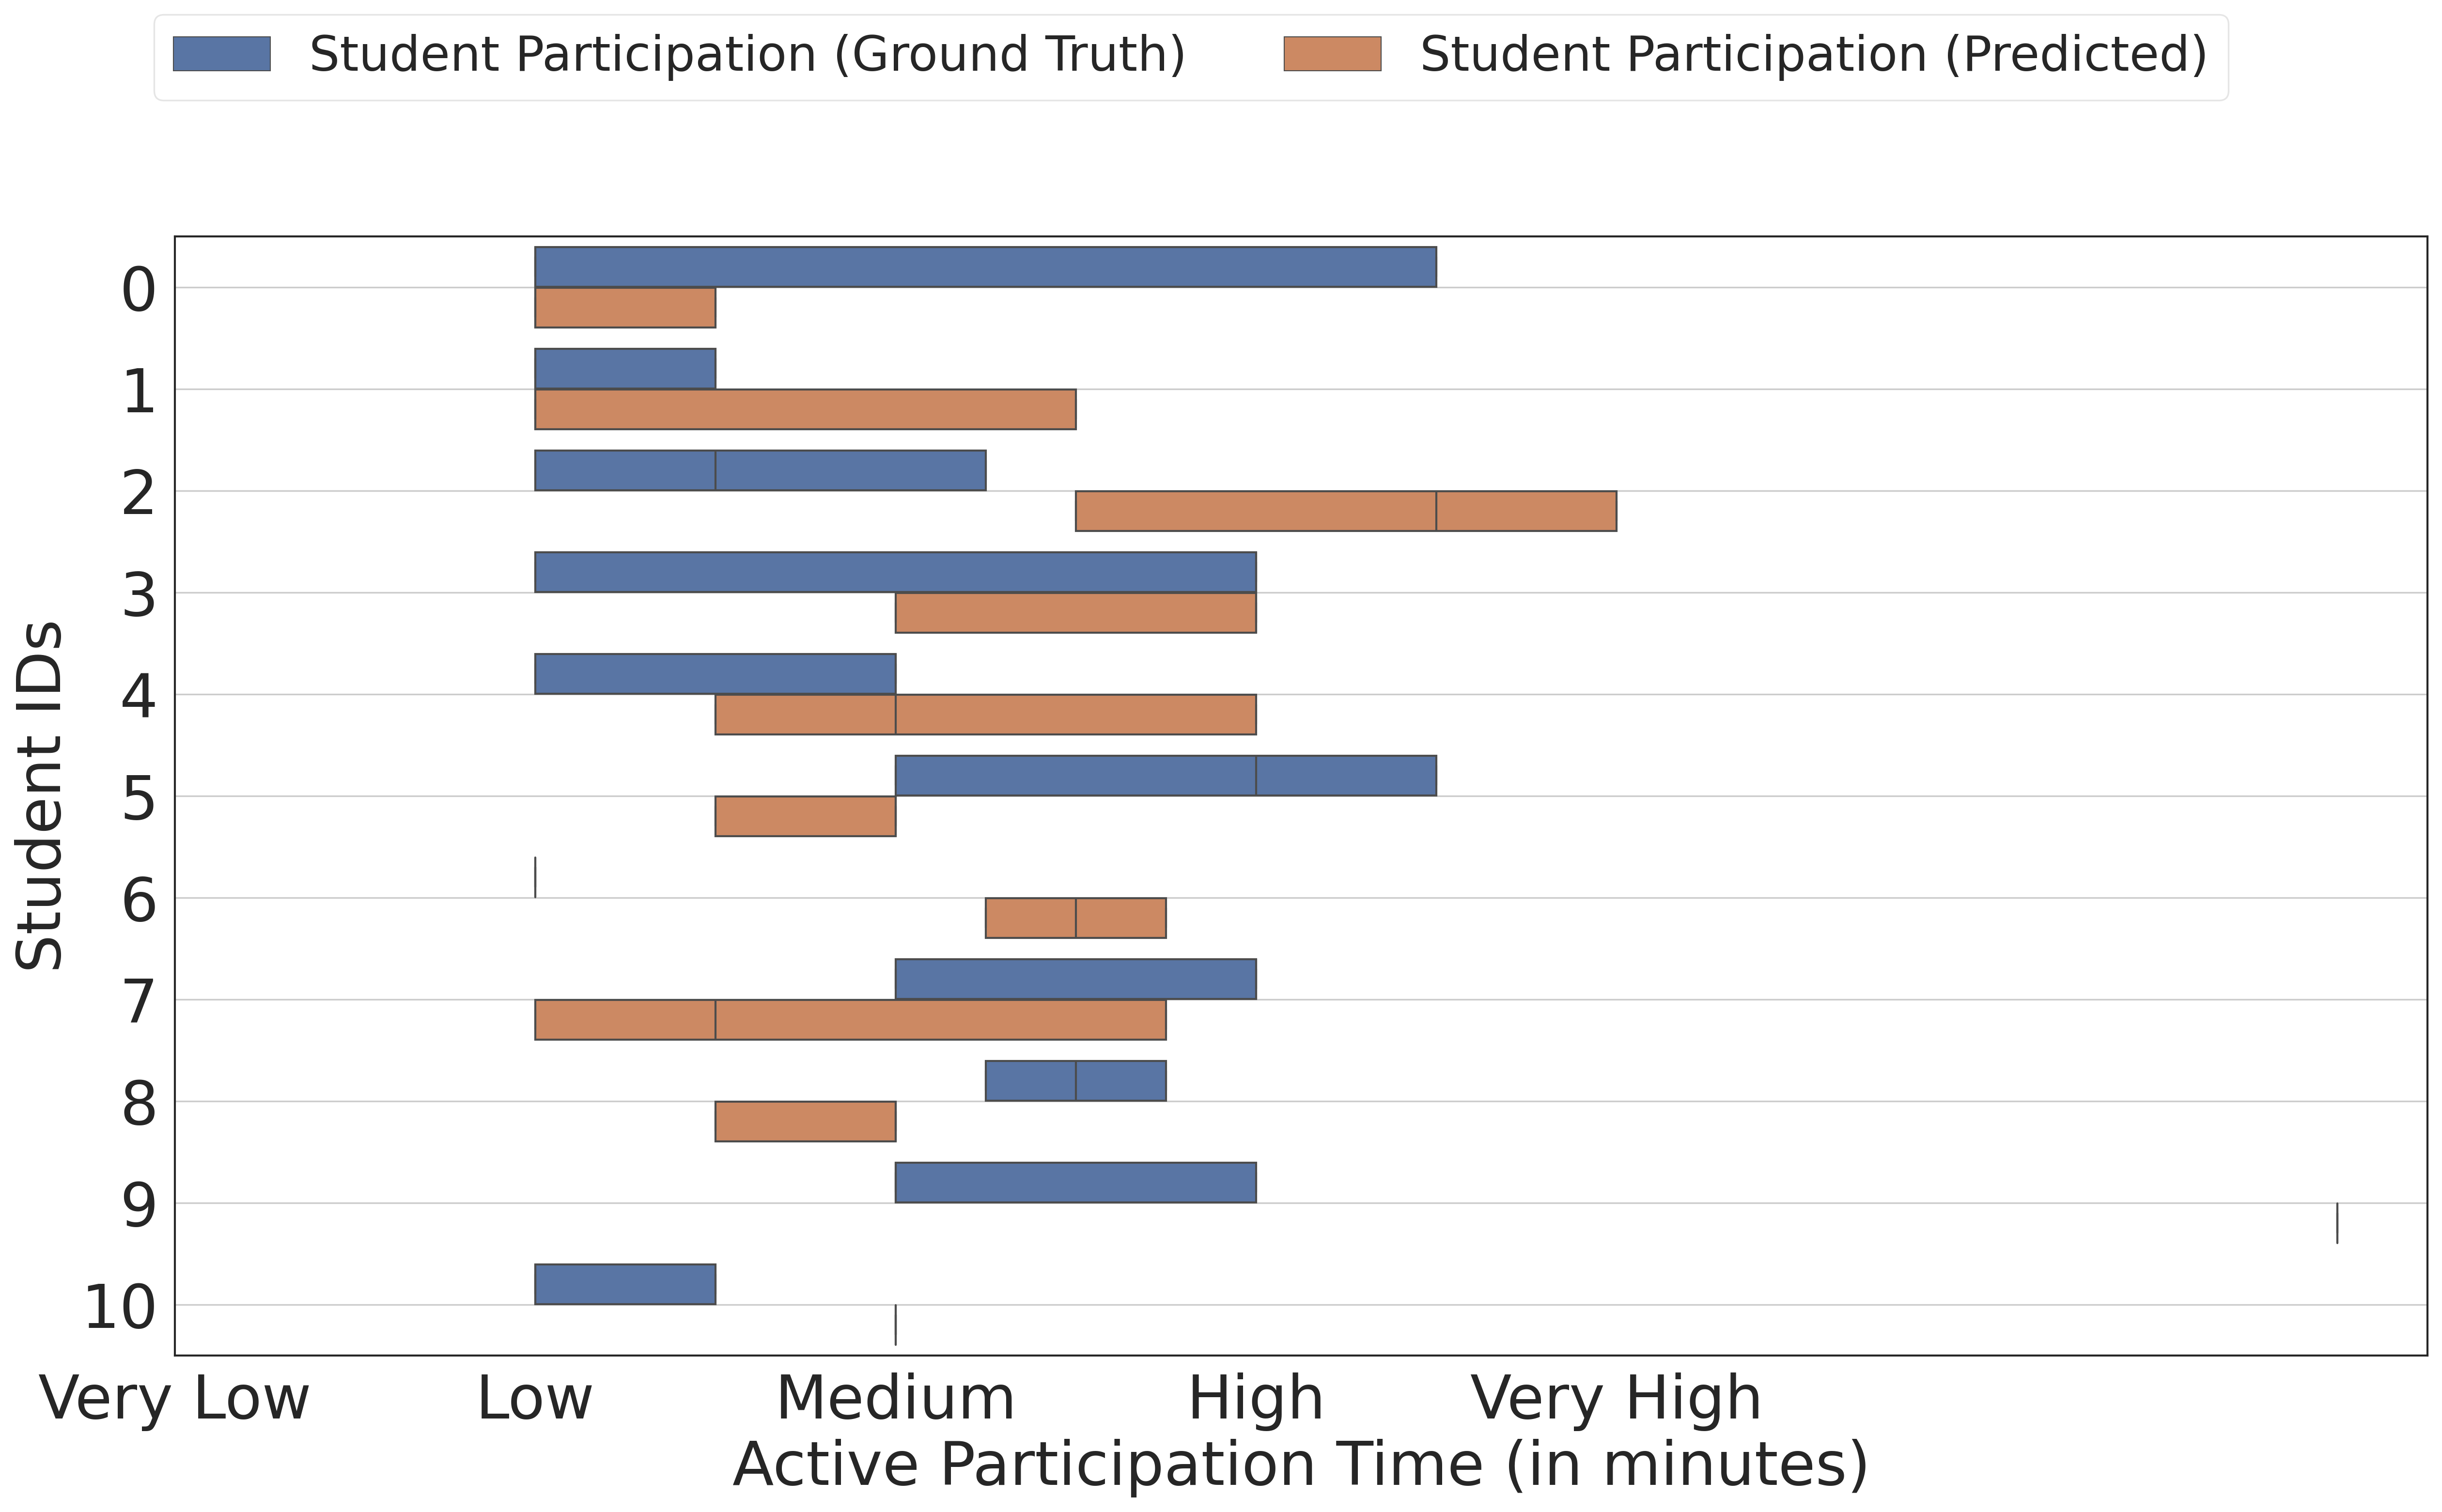 Student Participation (Ground Truth) Student Participation (Predicted)
Student IDs
0
1
2
3
4
5
6
7
8
9
10
Very Low Low Medium High Very High
Active Participation Time (in minutes)